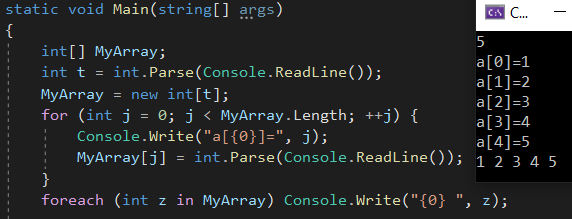 static void Main(string[] args)
{
int[] MyArray;
int t = int.Parse(Console.ReadLine());
MyArray = new int[t];
for (int j = 0; j < MyArray.Length; ++j) {
Console.Write("a[{0}]=", j);
MyArray[j] = int.Parse(Console.ReadLine());
}
foreach (int z in MyArray) Console.Write("{0} ", z);
C:\ C...
5
a[0]=1
a[1]=2
a[2]=3
a[3]=4
a[4]=5
1 2 3 4 5